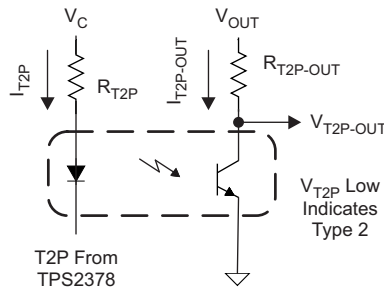 V_C
V_OUT
I_T2P
R_T2P
I_T2P-OUT
R_T2P-OUT
V_T2P-OUT
V_T2P Low
Indicates
Type 2
T2P From
TPS2378